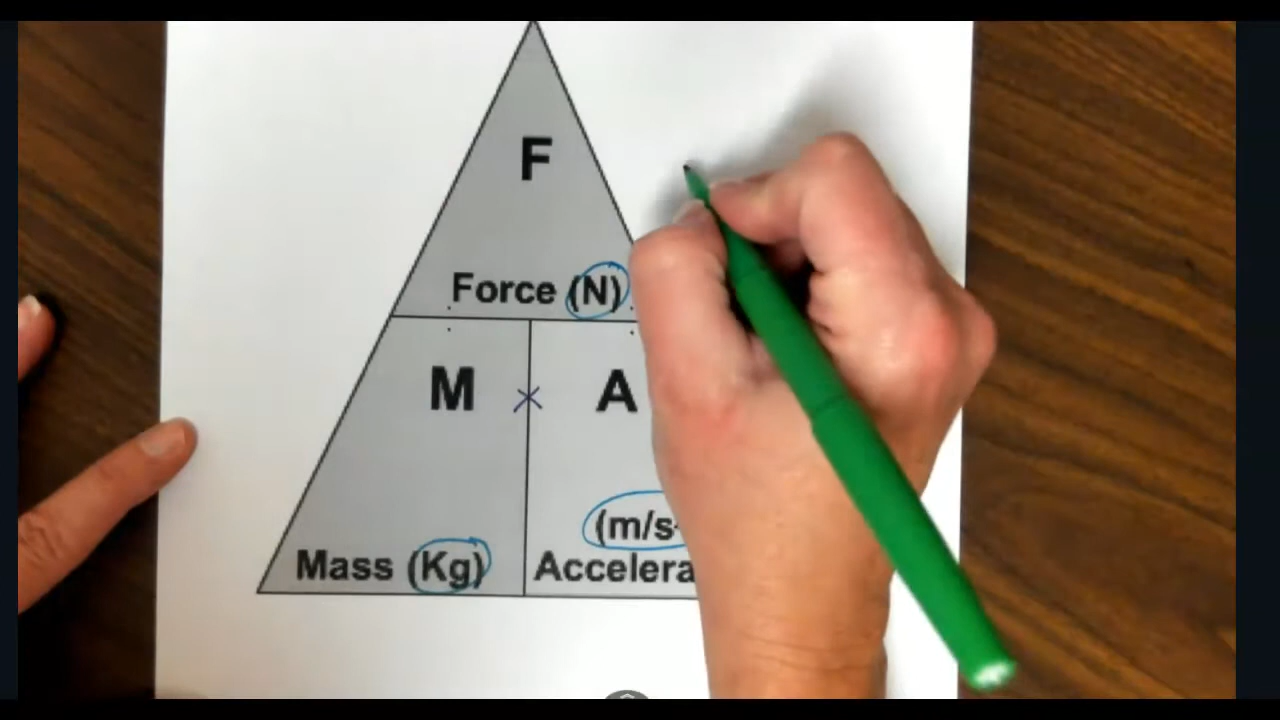 F
Force (N)
M × A
(m/s
Mass (Kg)
Accelera